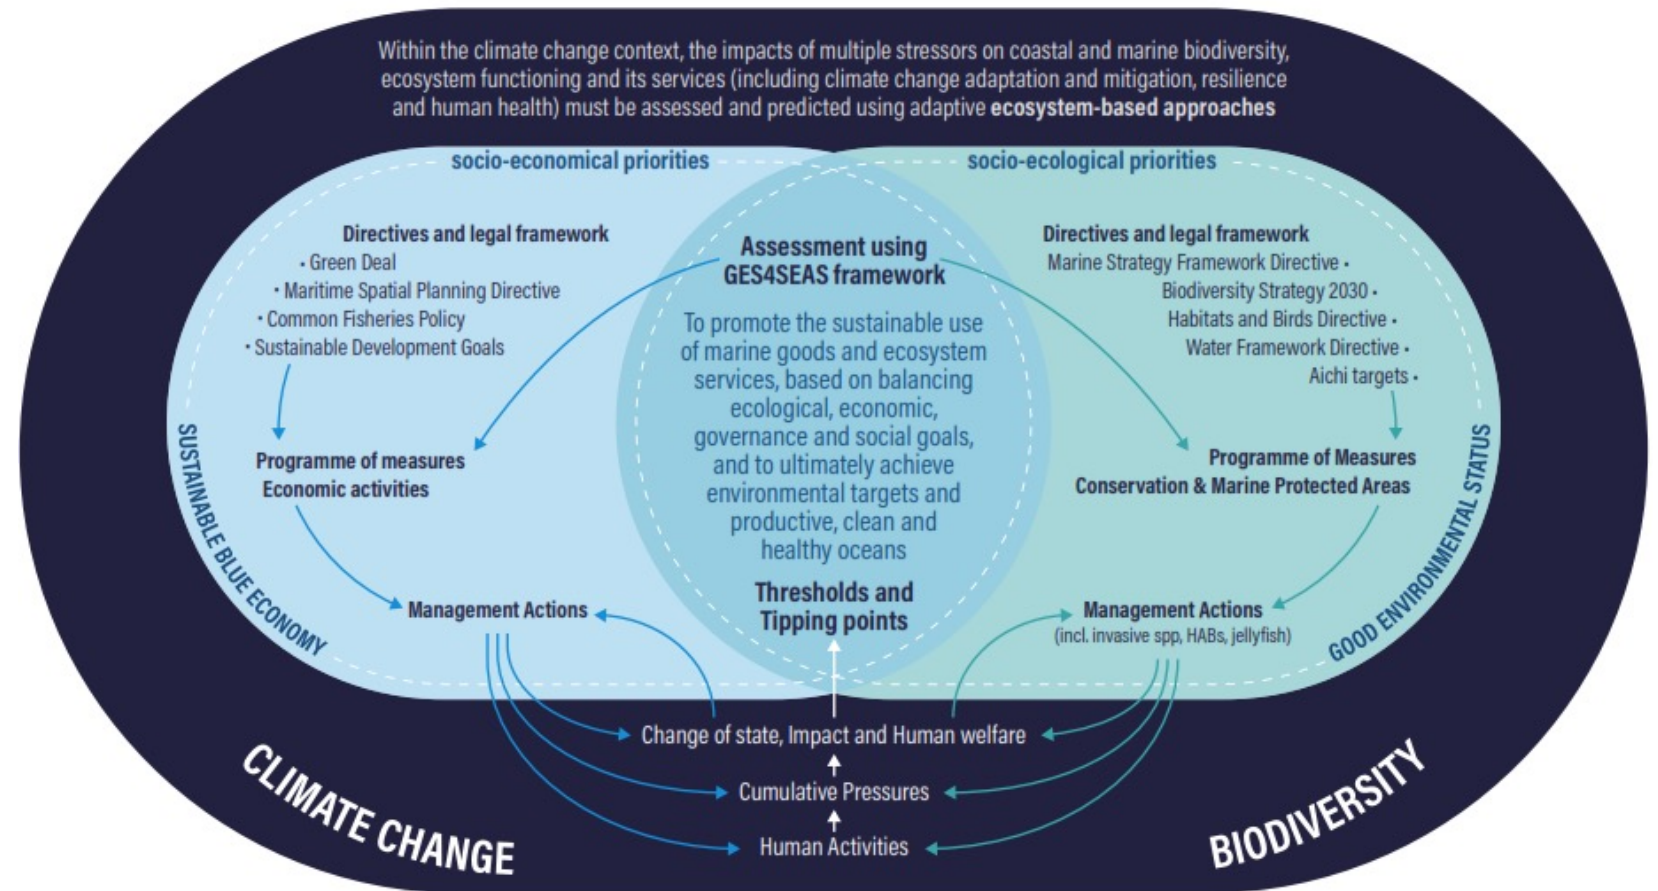 Within the climate change context, the impacts of multiple stressors on coastal and marine biodiversity,
ecosystem functioning and its services (including climate change adaptation and mitigation, resilience
and human health) must be assessed and predicted using adaptive ecosystem-based approaches
socio-economical priorities
socio-ecological priorities
Directives and legal framework
• Green Deal
• Maritime Spatial Planning Directive
• Common Fisheries Policy
• Sustainable Development Goals
Programme of measures
Economic activities
Management Actions
SUSTAINABLE BLUE ECONOMY
Assessment using
GES4SEAS framework
To promote the sustainable use
of marine goods and ecosystem
services, based on balancing
ecological, economic,
governance and social goals,
and to ultimately achieve
environmental targets and
productive, clean and
healthy oceans
Thresholds and
Tipping points
Directives and legal framework
Marine Strategy Framework Directive •
Biodiversity Strategy 2030 •
Habitats and Birds Directive •
Water Framework Directive •
Aichi targets •
Programme of Measures
Conservation & Marine Protected Areas
Management Actions
(incl. invasive spp, HABs, jellyfish)
GOOD ENVIRONMENTAL STATUS
Change of state, Impact and Human welfare
Cumulative Pressures
Human Activities
CLIMATE CHANGE
BIODIVERSITY